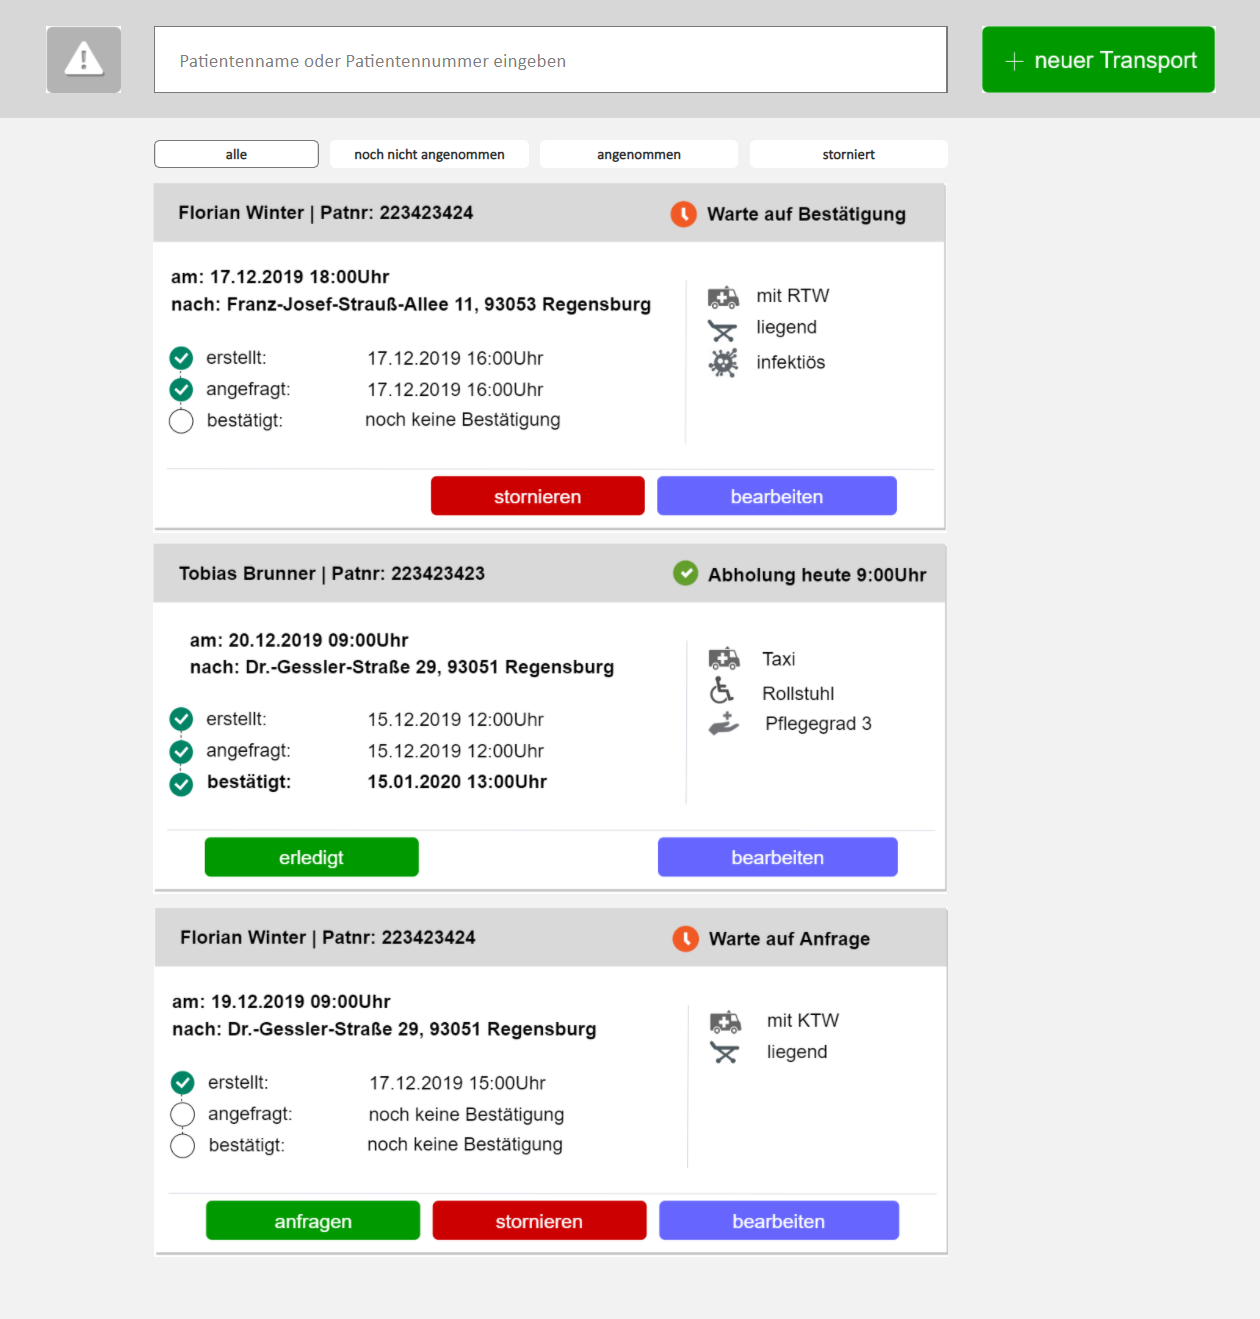 Patientenname oder Patientennummer eingeben
+ neuer Transport
alle
noch nicht angenommen
angenommen
storniert
Florian Winter | Patnr: 223423424
Warte auf Bestätigung
am: 17.12.2019 18:00Uhr
nach: Franz-Josef-Strauß-Allee 11, 93053 Regensburg
mit RTW
liegend
infektiös
erstellt: 17.12.2019 16:00Uhr
angefragt: 17.12.2019 16:00Uhr
bestätigt: noch keine Bestätigung
stornieren
bearbeiten
Tobias Brunner | Patnr: 223423423
Abholung heute 9:00Uhr
am: 20.12.2019 09:00Uhr
nach: Dr.-Gessler-Straße 29, 93051 Regensburg
Taxi
Rollstuhl
Pflegegrad 3
erstellt: 15.12.2019 12:00Uhr
angefragt: 15.12.2019 12:00Uhr
bestätigt: 15.01.2020 13:00Uhr
erledigt
bearbeiten
Florian Winter | Patnr: 223423424
Warte auf Anfrage
am: 19.12.2019 09:00Uhr
nach: Dr.-Gessler-Straße 29, 93051 Regensburg
mit KTW
liegend
erstellt: 17.12.2019 15:00Uhr
angefragt: noch keine Bestätigung
bestätigt: noch keine Bestätigung
anfragen
stornieren
bearbeiten